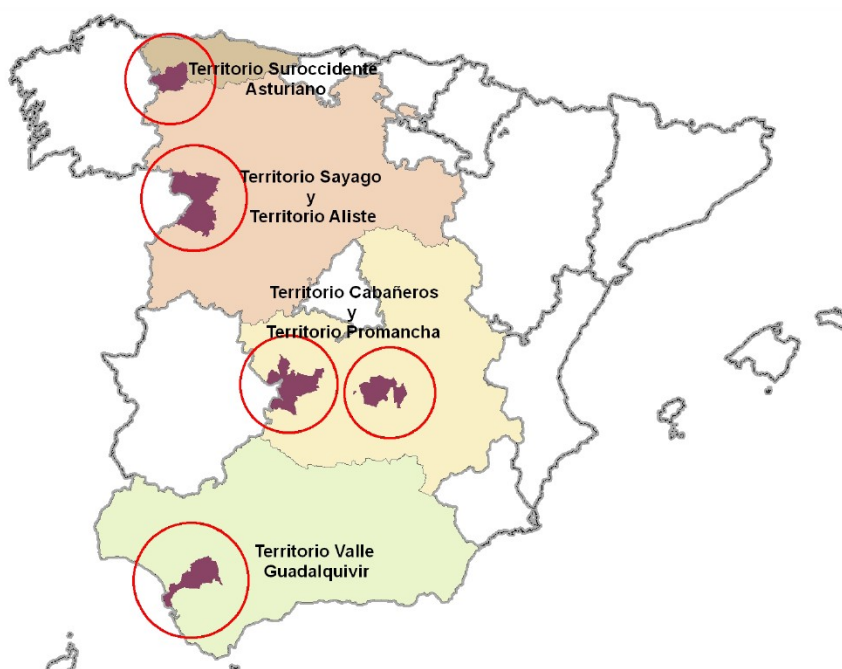 Territorio Suroccidente
Asturiano
Territorio Sayago
y
Territorio Aliste
Territorio Cabañeros
y
Territorio Promancha
Territorio Valle
Guadalquivir